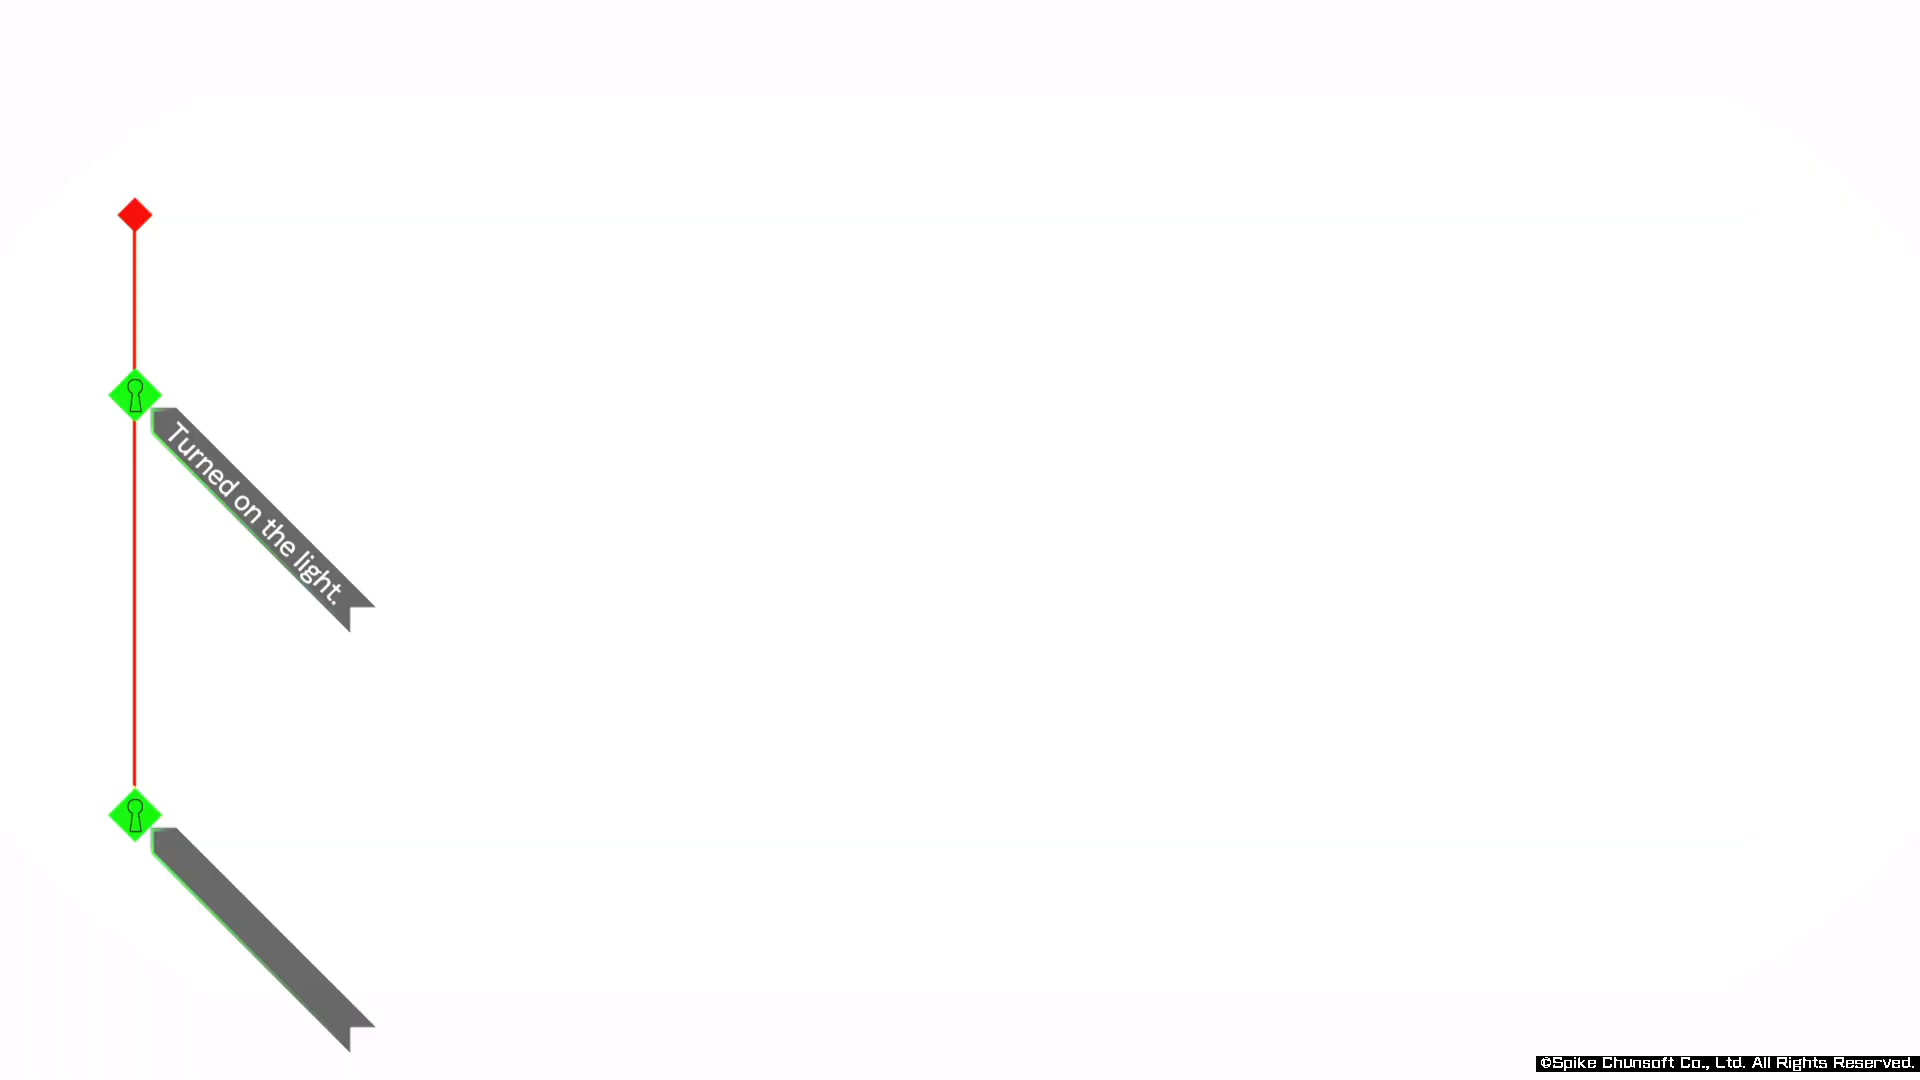 Turned on the light.
©Spike Chunsoft Co., Ltd. All Rights Reserved.